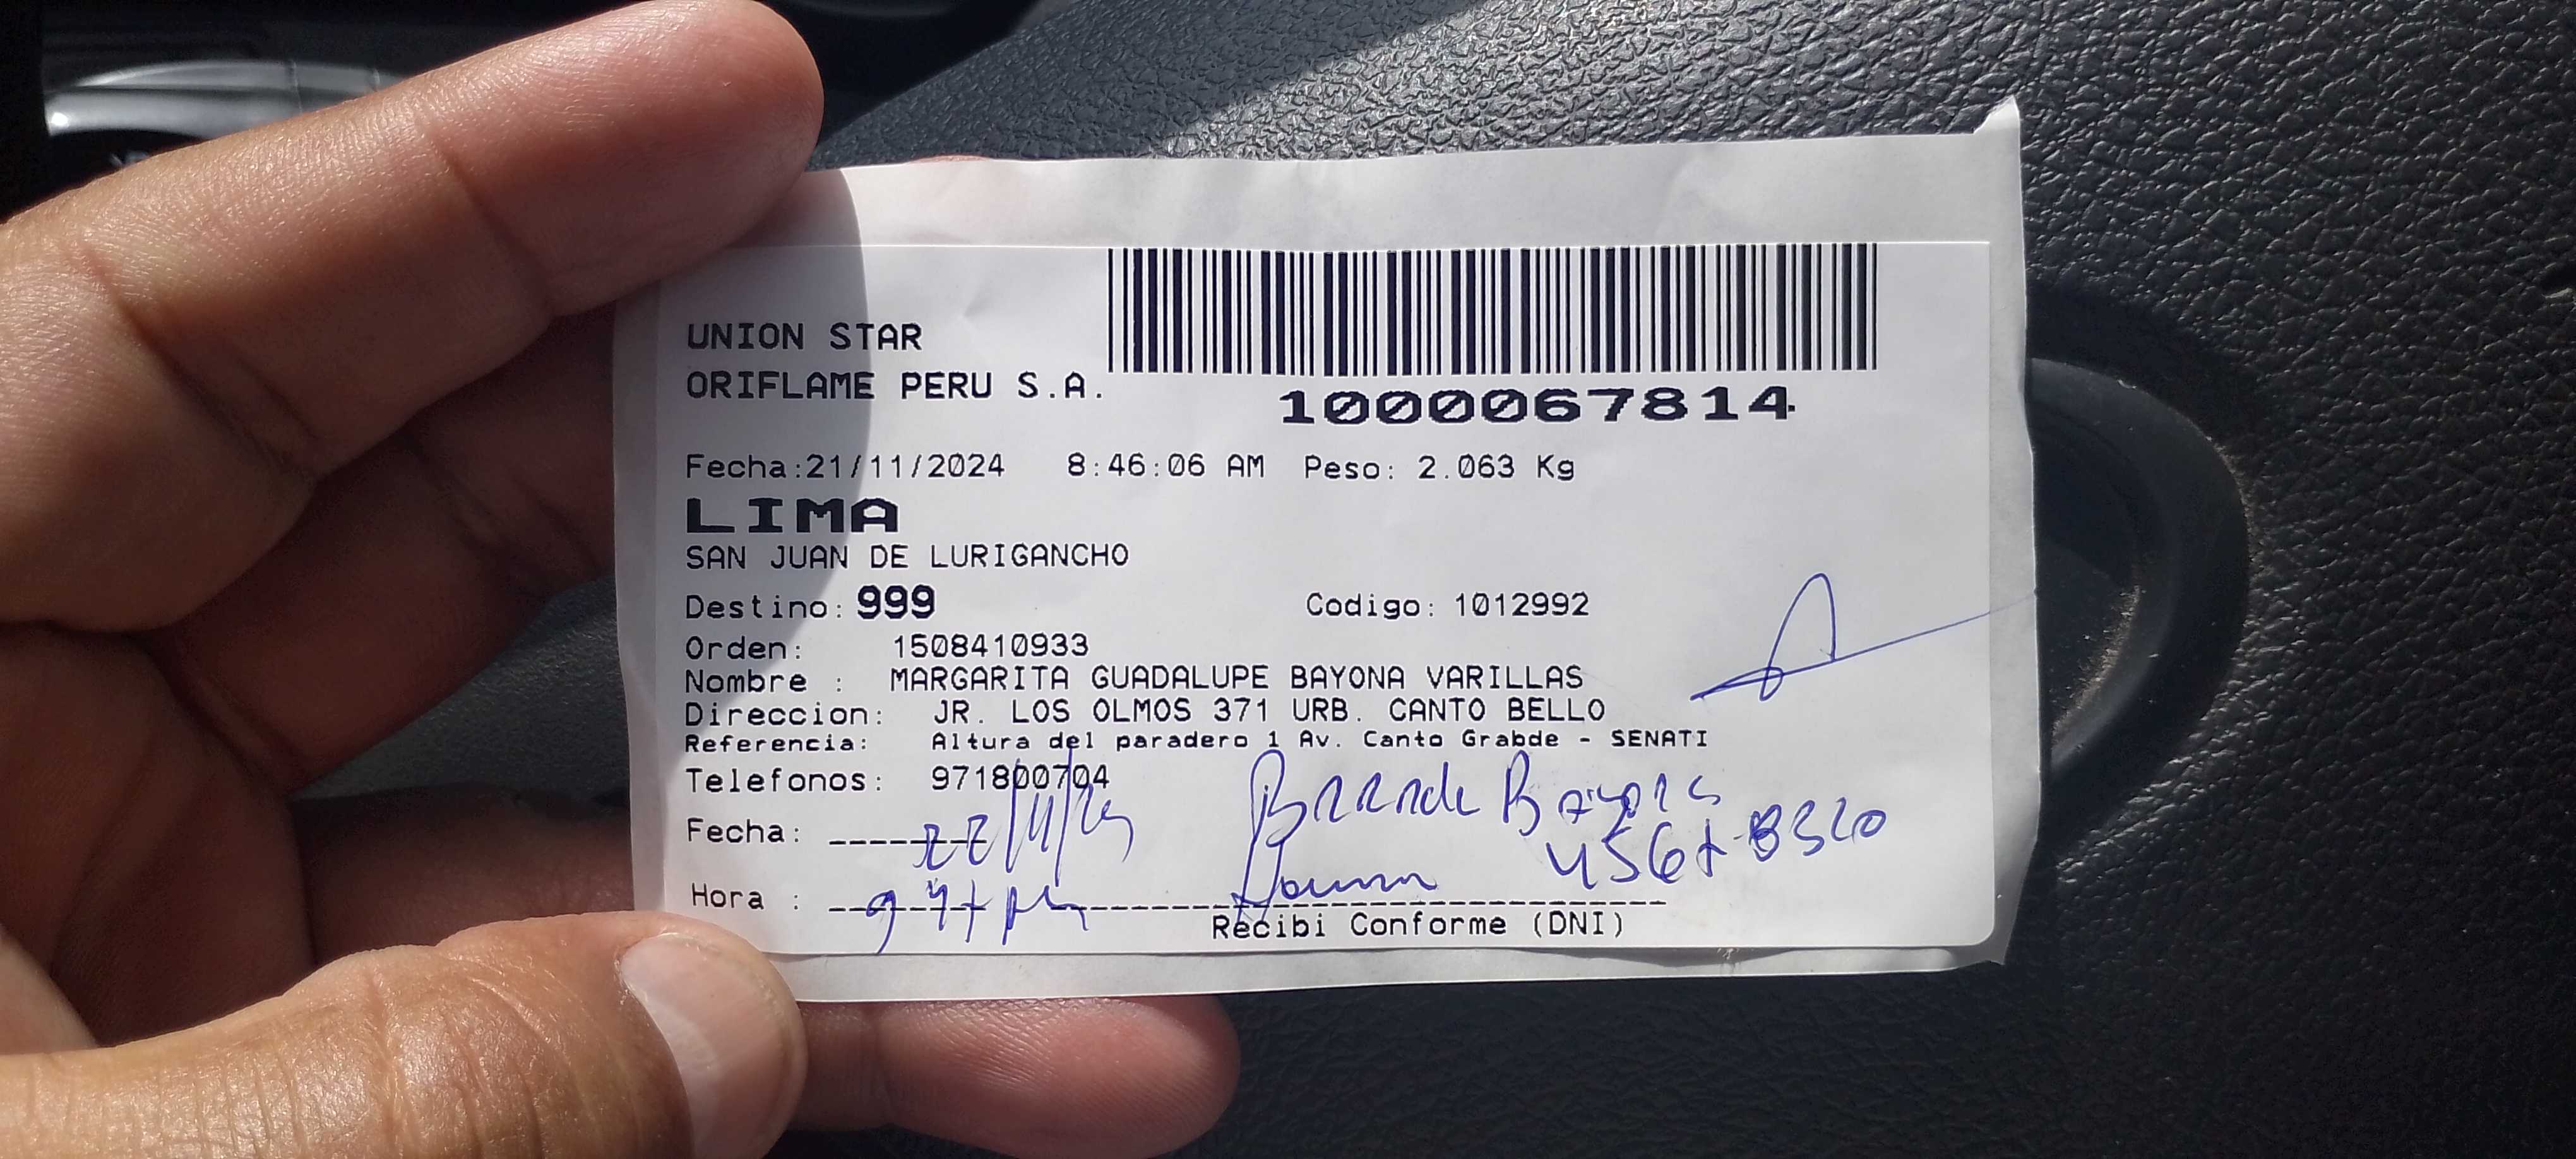 UNION STAR
ORIFLAME PERU S.A.
1000067814
Fecha:21/11/2024 8:46:06 AM Peso: 2.063 Kg
LIMA
SAN JUAN DE LURIGANCHO
Destino: 999 Codigo: 1012992
Orden: 1508410933
Nombre : MARGARITA GUADALUPE BAYONA VARILLAS
Direccion: JR. LOS OLMOS 371 URB. CANTO BELLO
Referencia: Altura del paradero 1 Av. Canto Grabde - SENATI
Telefonos: 971800704
Fecha: 22/11/24
Hora :
Recibi Conforme (DNI)